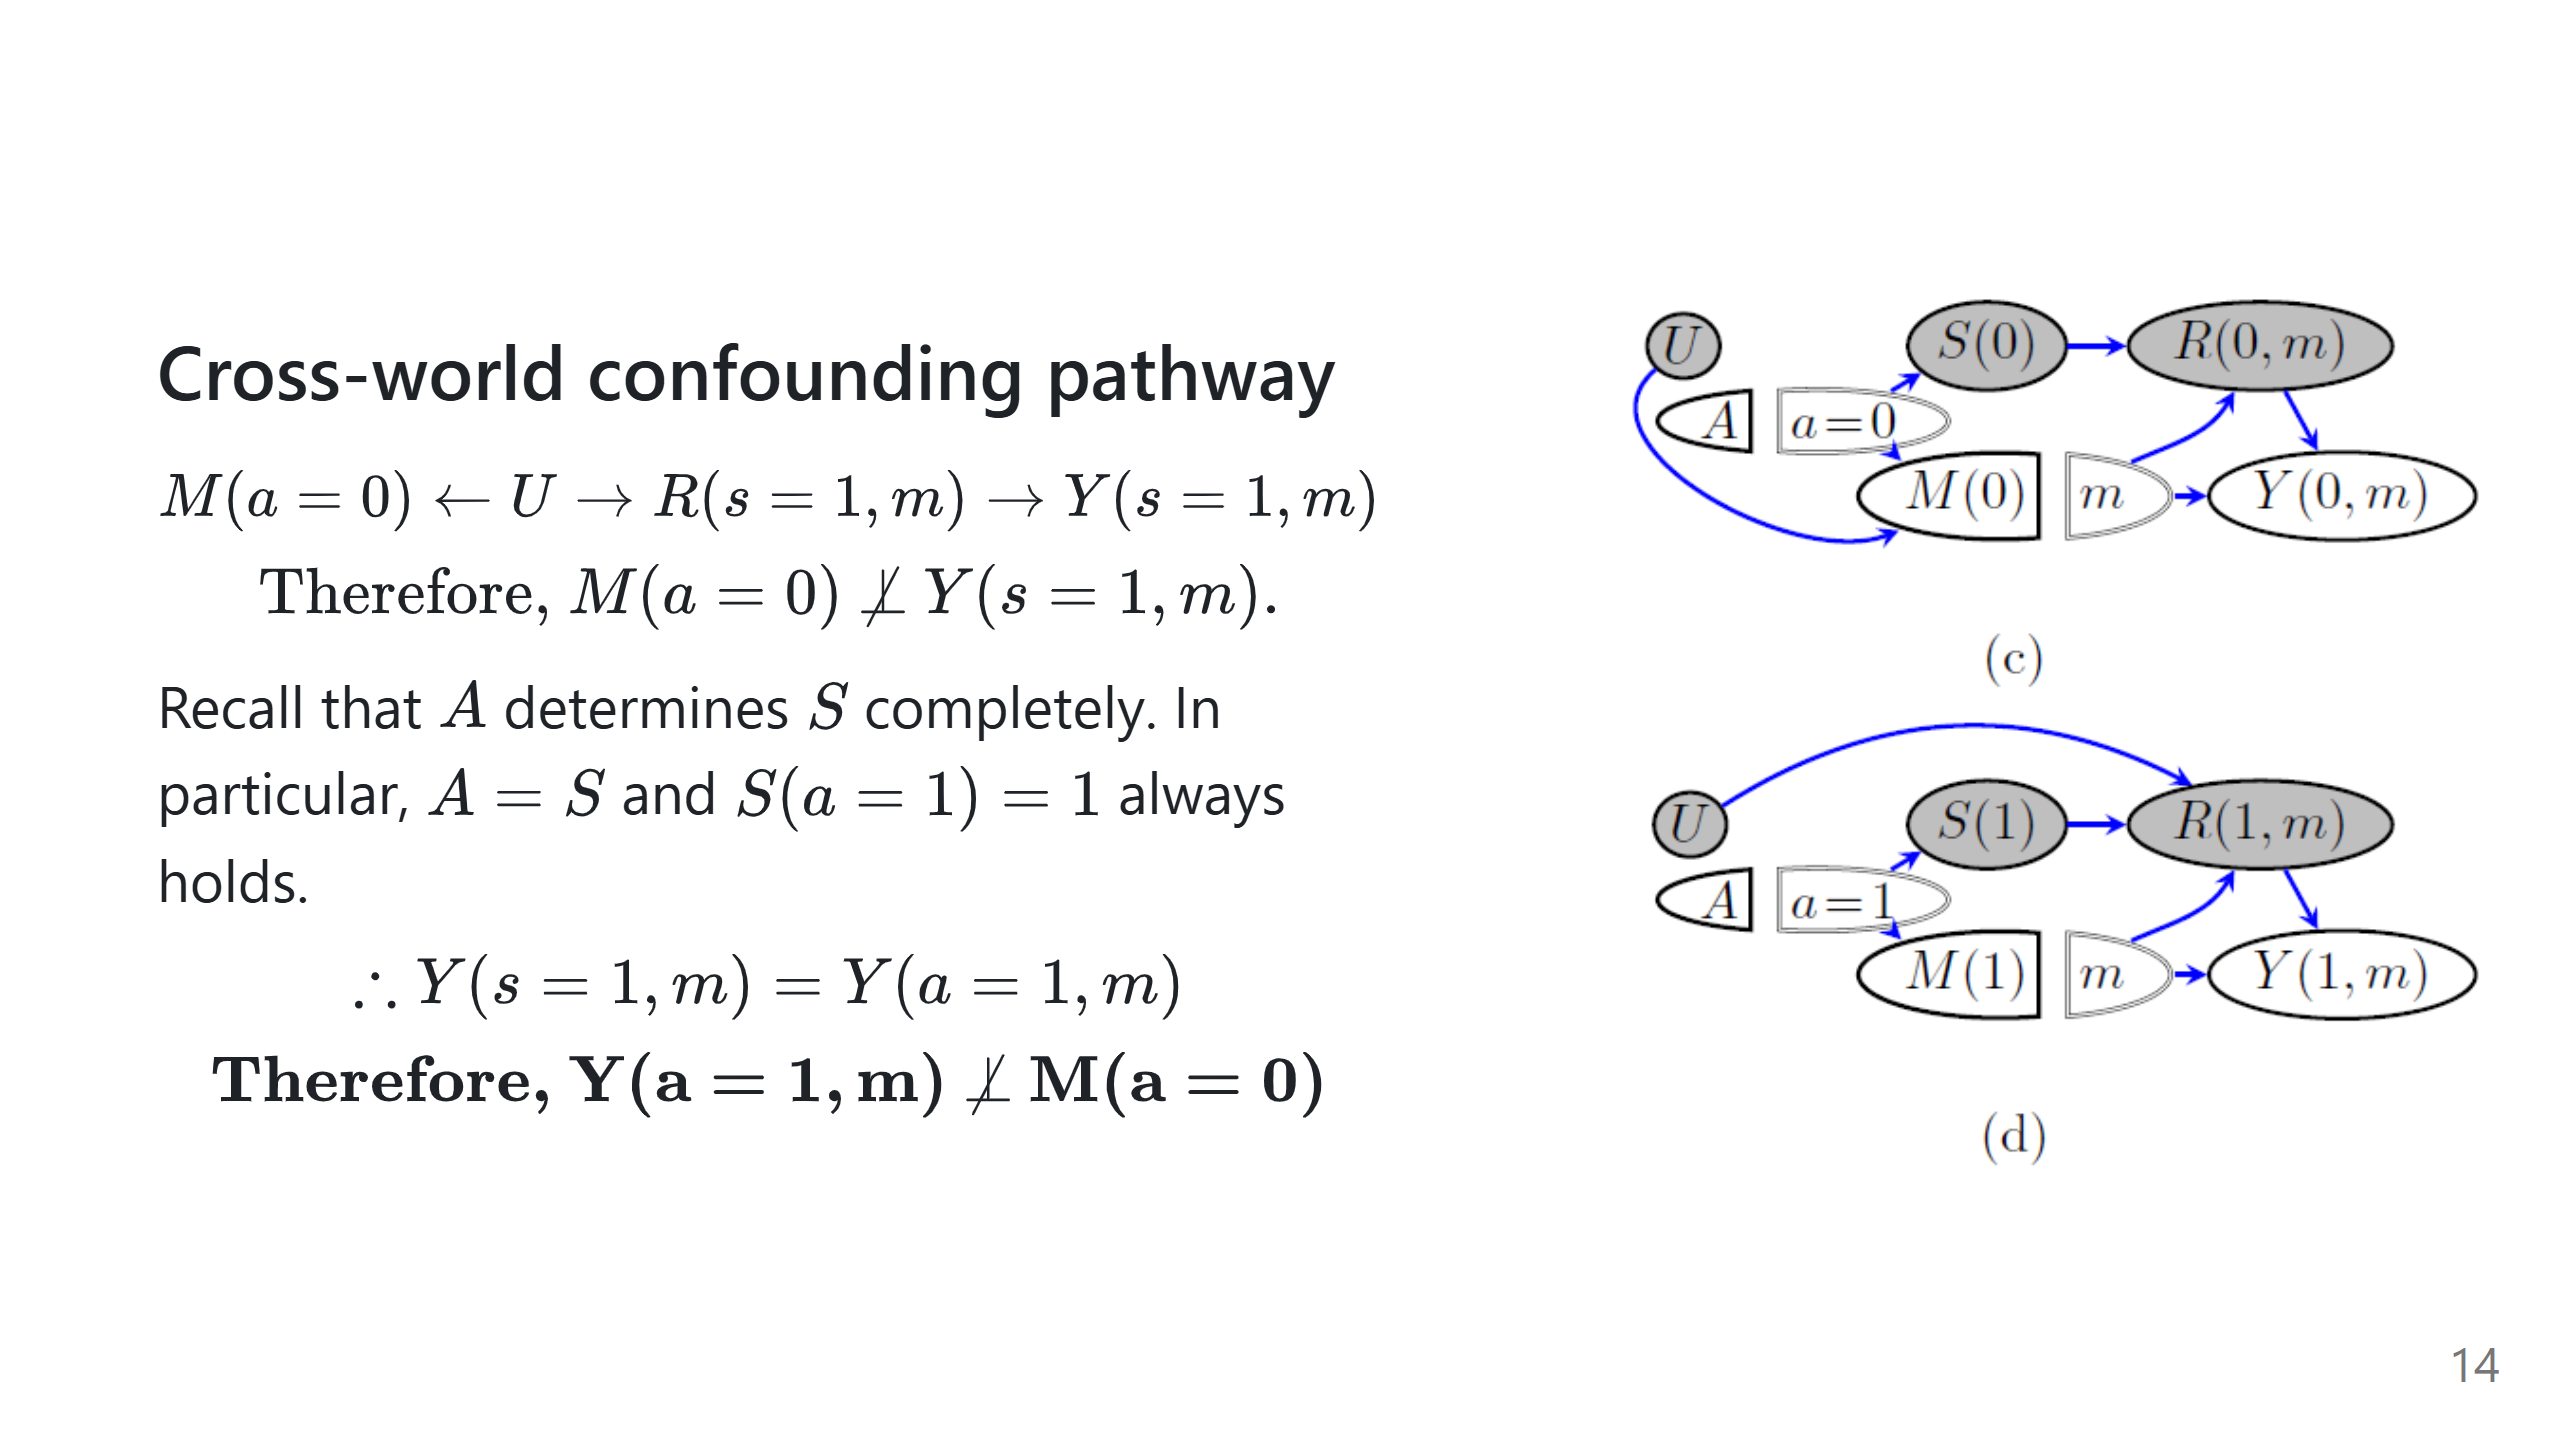 Cross-world confounding pathway
M(a = 0) ← U → R(s = 1, m) → Y(s = 1, m)
Therefore, M(a = 0) ⊥̸ Y(s = 1, m).
Recall that A determines S completely. In
particular, A = S and S(a = 1) = 1 always
holds.
∴ Y(s = 1, m) = Y(a = 1, m)
Therefore, Y(a = 1, m) ⊥̸ M(a = 0)
U
S(0)
R(0, m)
A
a = 0
M(0)
m
Y(0, m)
(c)
U
S(1)
R(1, m)
A
a = 1
M(1)
m
Y(1, m)
(d)
14